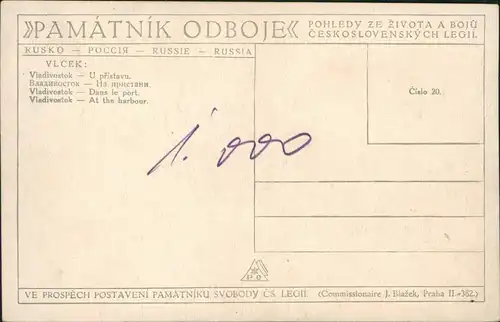 »PAMÁTNÍK ODBOJE«
POHLEDY ZE ŽIVOTA A BOJŮ
ČESKOSLOVENSKÝCH LEGIÍ.
RUSKO – РОССІЯ – RUSSIE – RUSSIA
VLČEK:
Vladivostok — U přístavu.
Владивостокъ — На пристани.
Vladivostok — Dans le port.
Vladivostok — At the harbour.
Číslo 20.
1.000
VE PROSPĚCH POSTAVENÍ PAMÁTNÍKU SVOBODY ČS. LEGIÍ. (Commissionaire J. Blažek, Praha II.-382.)